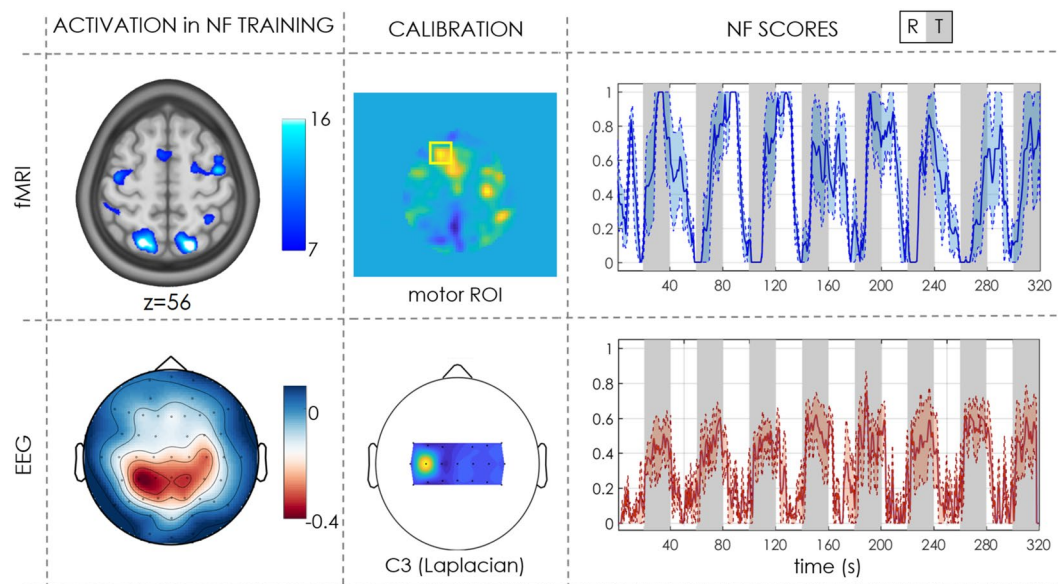 ACTIVATION in NF TRAINING
CALIBRATION
NF SCORES
R T
fMRI
16
7
z=56
motor ROI
1
0.8
0.6
0.4
0.2
0
40 80 120 160 200 240 280 320
EEG
0
-0.4
C3 (Laplacian)
1
0.8
0.6
0.4
0.2
0
40 80 120 160 200 240 280 320
time (s)